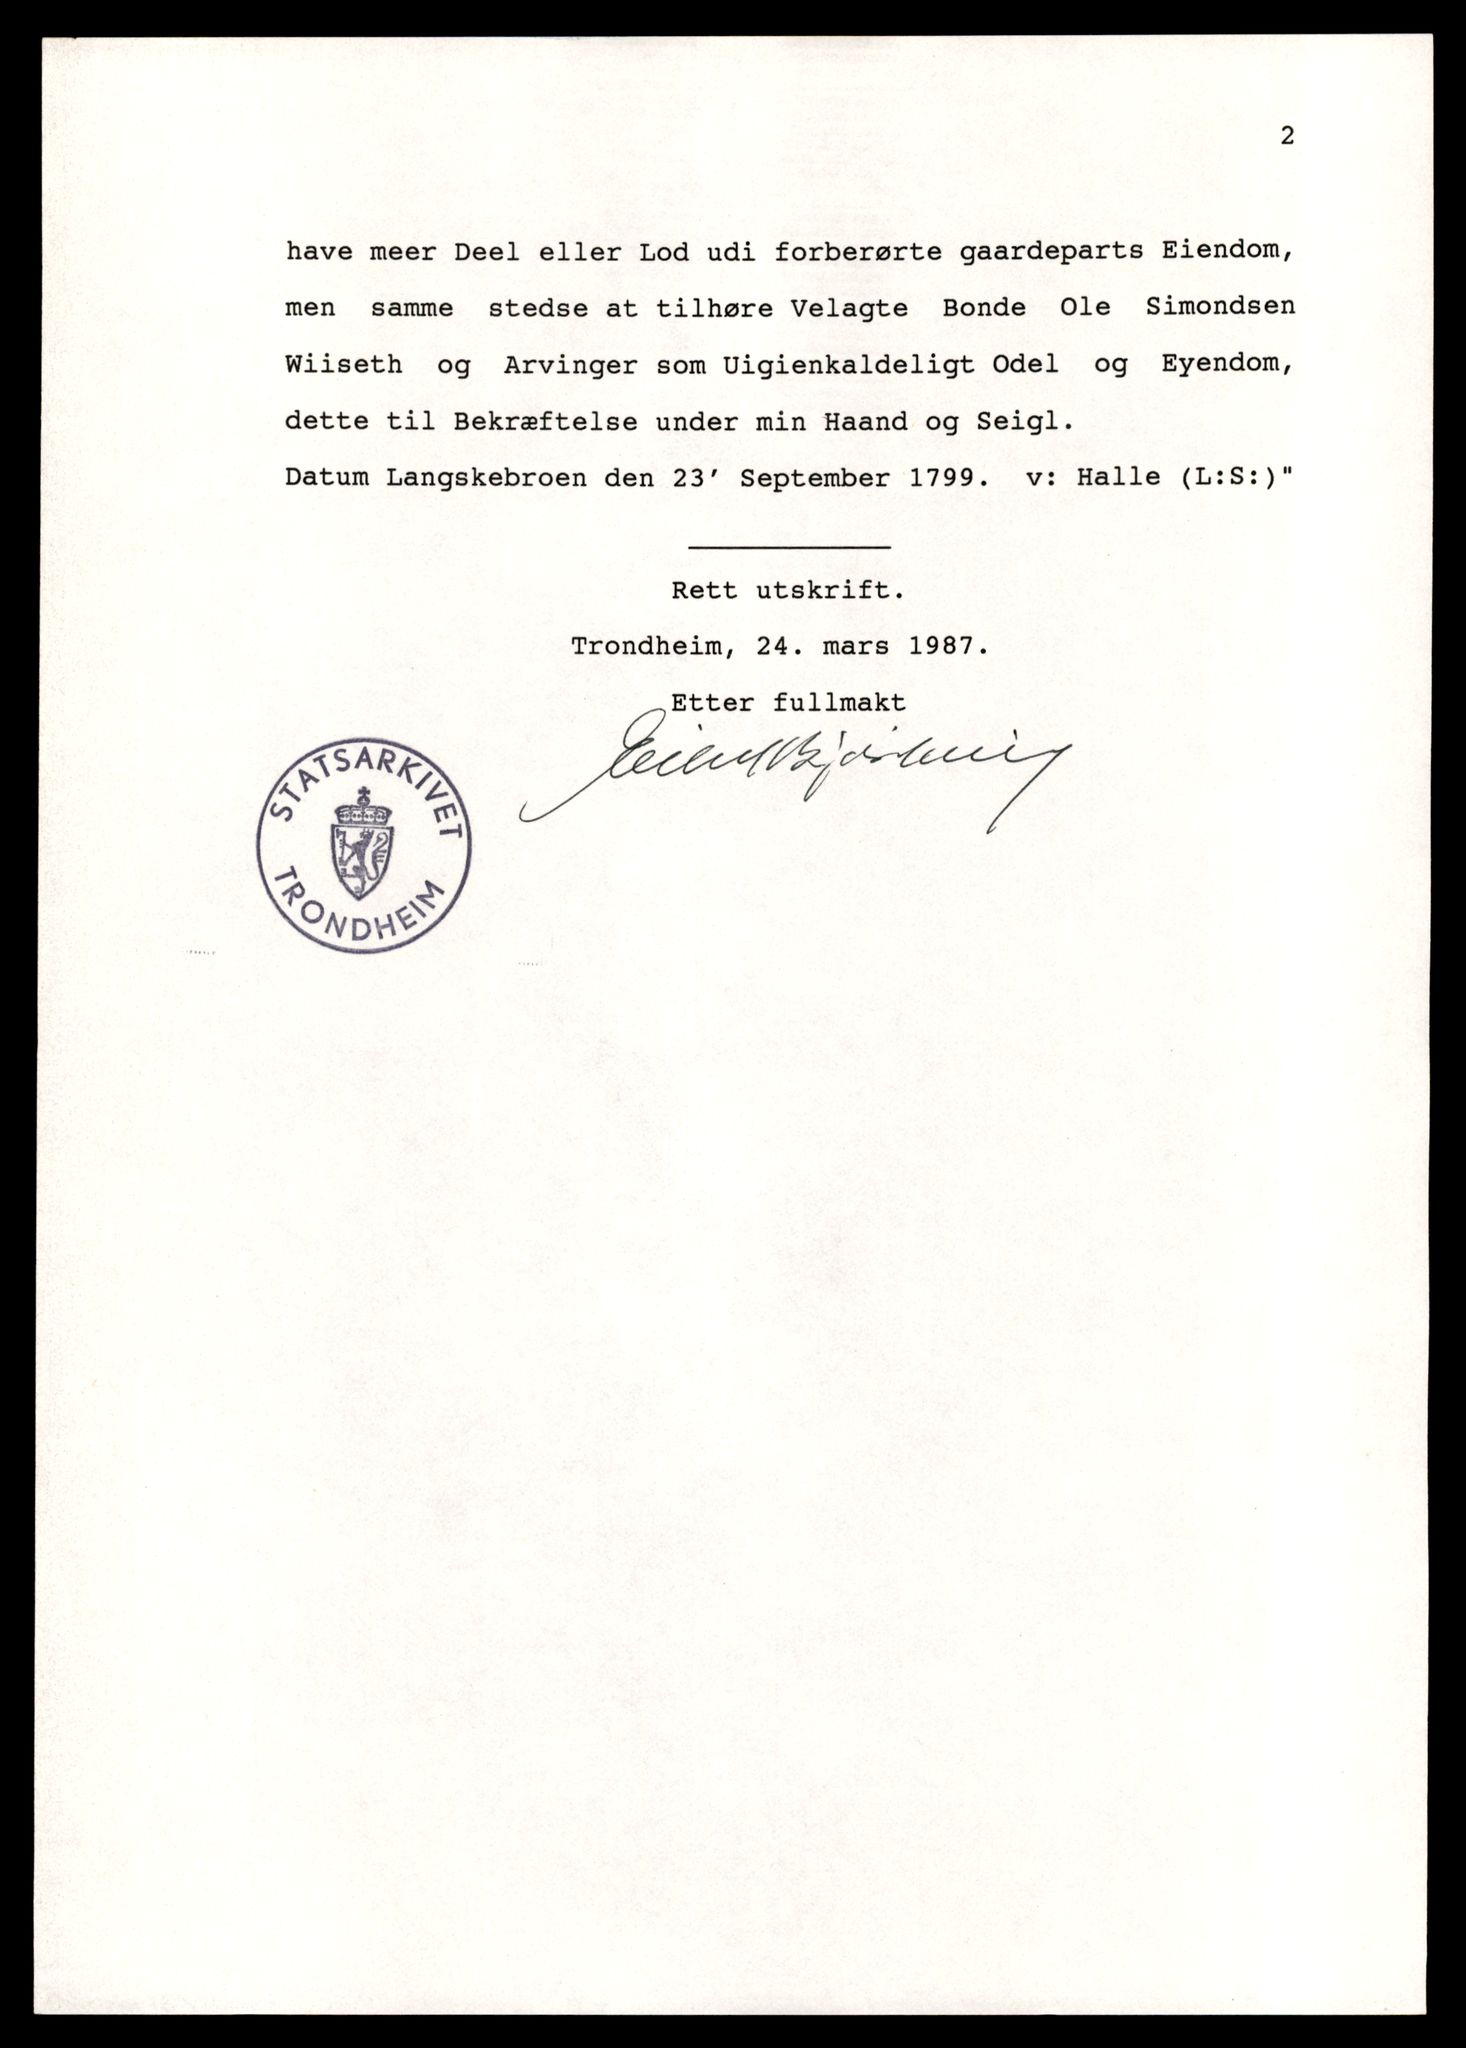 2
have meer Deel eller Lod udi forberørte gaardeparts Eiendom,
men samme stedse at tilhøre Velagte Bonde Ole Simondsen
Wiiseth og Arvinger som Uigienkaldeligt Odel og Eyendom,
dette til Bekræftelse under min Haand og Seigl.
Datum Langskebroen den 23' September 1799. v: Halle (L:S:)"
Rett utskrift.
Trondheim, 24. mars 1987.
Etter fullmakt
STATSARKIVET
TRONDHEIM